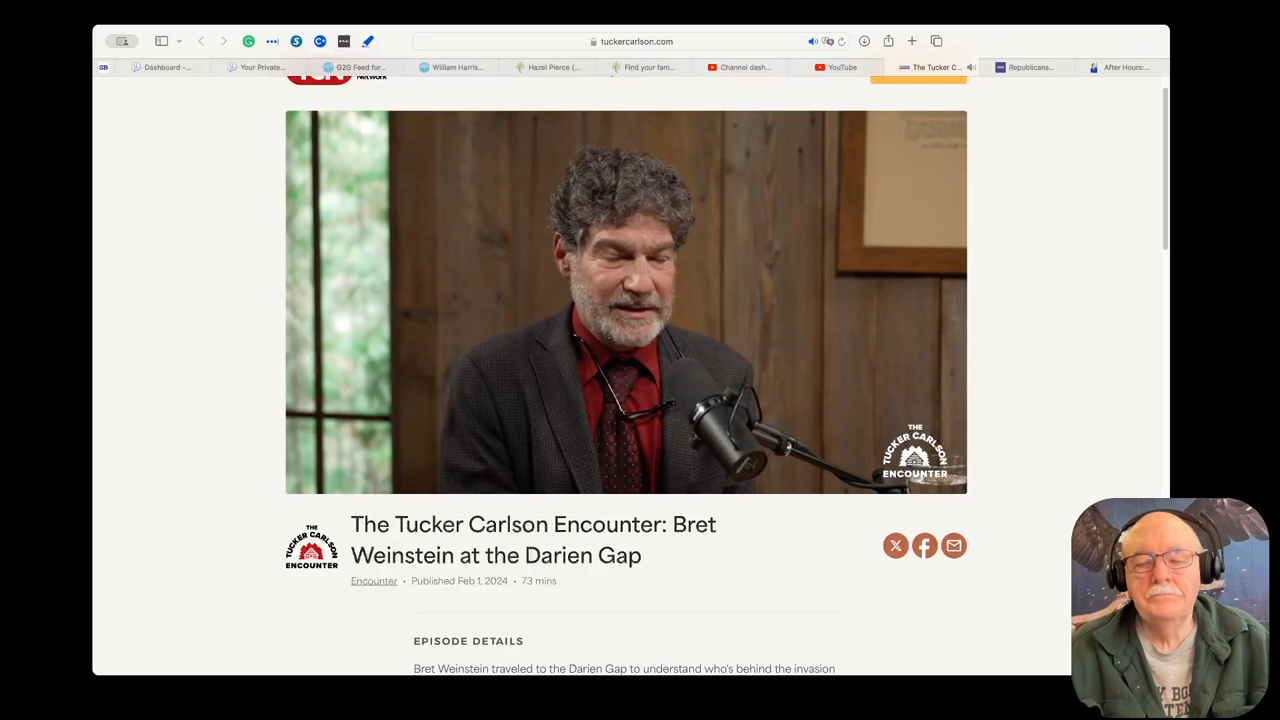 tuckercarlson.com
SB
Dashboard -...
Your Private...
G2G Feed for...
William Harris...
Hazel Pierce (...
Find your fam...
Channel dash...
YouTube
The Tucker C...
Republicans...
After Hours:...
Network
THE
TUCKER CARLSON
ENCOUNTER
THE
TUCKER CARLSON
ENCOUNTER
The Tucker Carlson Encounter: Bret
Weinstein at the Darien Gap
Encounter • Published Feb 1, 2024 • 73 mins
EPISODE DETAILS
Bret Weinstein traveled to the Darien Gap to understand who's behind the invasion